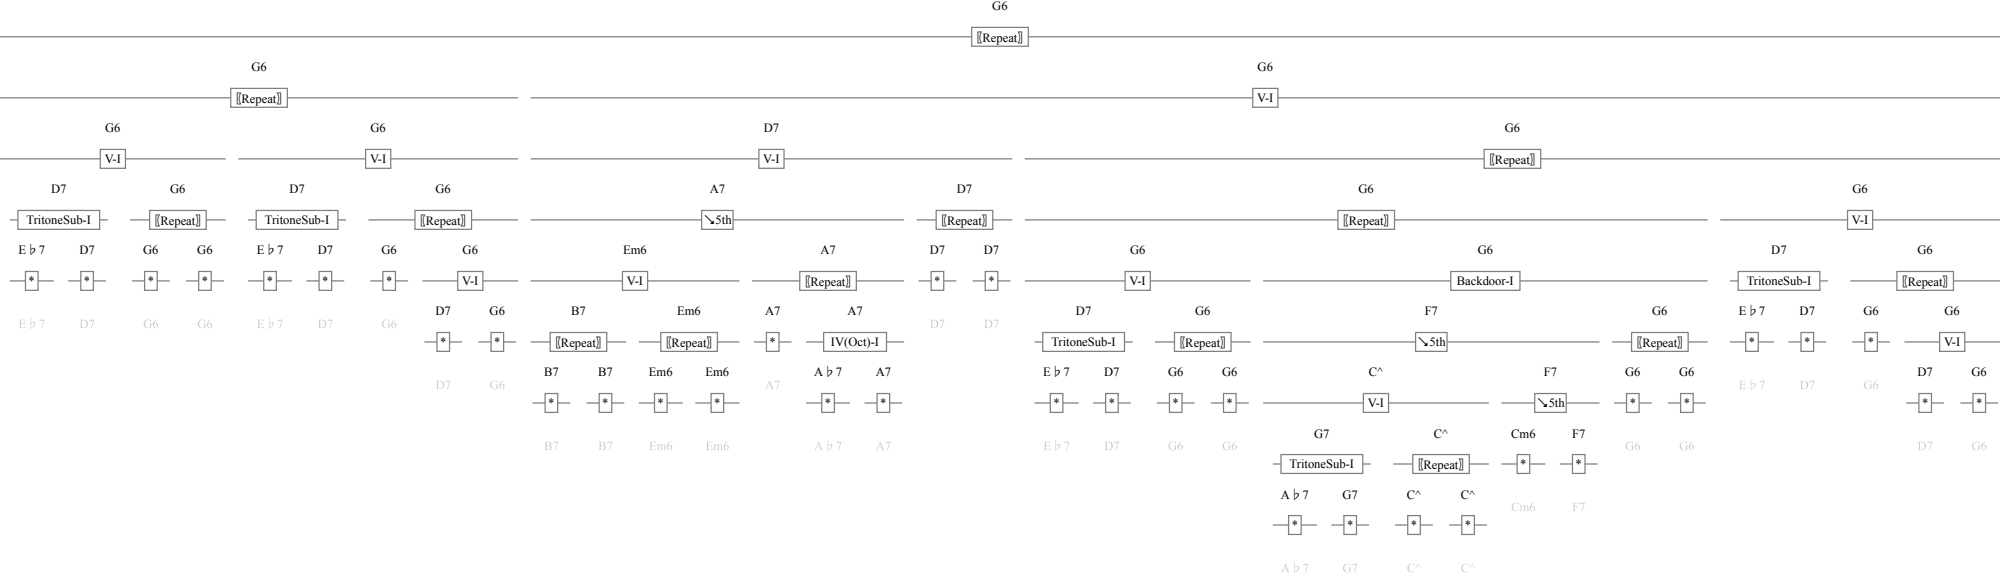 G6
⟦Repeat⟧
G6 G6
⟦Repeat⟧ V-I
G6 G6 D7 G6
V-I V-I V-I ⟦Repeat⟧
D7 G6 D7 G6 A7 D7 G6 G6
TritoneSub-I ⟦Repeat⟧ TritoneSub-I ⟦Repeat⟧ ↘5th ⟦Repeat⟧ ⟦Repeat⟧ V-I
E♭7 D7 G6 G6 E♭7 D7 G6 G6 Em6 A7 D7 D7 G6 G6 D7 G6
* * * * * * * V-I V-I ⟦Repeat⟧ * * V-I Backdoor-I TritoneSub-I ⟦Repeat⟧
E♭7 D7 G6 G6 E♭7 D7 G6 D7 G6 B7 Em6 A7 A7 D7 D7 D7 G6 F7 G6 E♭7 D7 G6 G6
* * ⟦Repeat⟧ ⟦Repeat⟧ * IV(Oct)-I TritoneSub-I ⟦Repeat⟧ ↘5th ⟦Repeat⟧ * * * V-I
D7 G6 B7 B7 Em6 Em6 A7 A♭7 A7 E♭7 D7 G6 G6 C^ F7 G6 G6 E♭7 D7 G6 D7 G6
* * * * * * * * * * V-I ↘5th * * * *
B7 B7 Em6 Em6 A♭7 A7 E♭7 D7 G6 G6 G7 C^ Cm6 F7 G6 G6 D7 G6
TritoneSub-I ⟦Repeat⟧ * *
A♭7 G7 C^ C^ Cm6 F7
* * * *
A♭7 G7 C^ C^